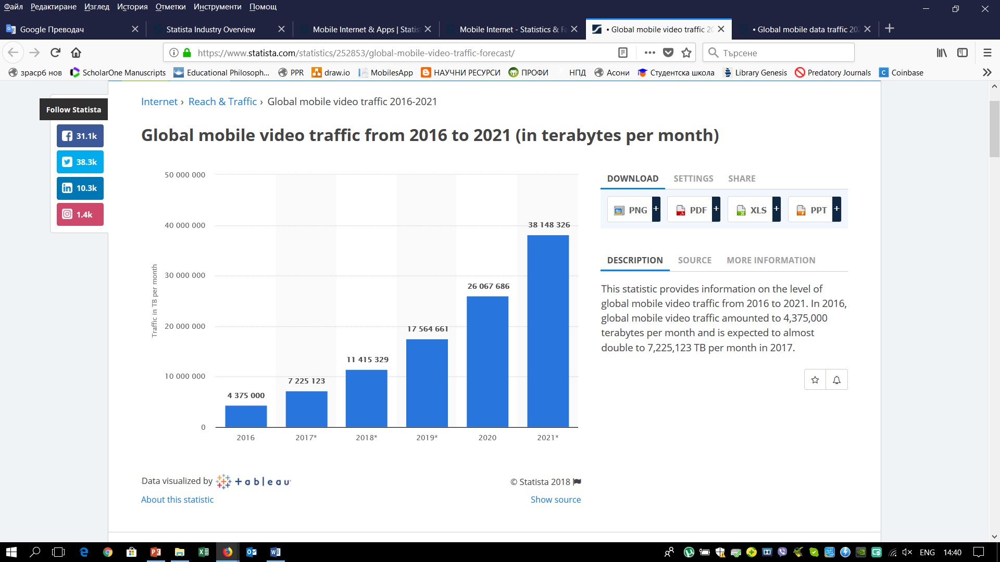 Файл Редактиране Изглед История Отметки Инструменти Помощ
Google Преводач
Statista Industry Overview
Mobile Internet & Apps | Statis
Mobile Internet - Statistics & Fa
• Global mobile video traffic 20
• Global mobile data traffic 202
https://www.statista.com/statistics/252853/global-mobile-video-traffic-forecast/
Търсене
зрасрб нов ScholarOne Manuscripts Educational Philosoph... PPR draw.io MobilesApp НАУЧНИ РЕСУРСИ ПРОФИ НПД Асони Студентска школа Library Genesis Predatory Journals Coinbase
Internet › Reach & Traffic › Global mobile video traffic 2016-2021
Follow Statista
31.1k
38.3k
10.3k
1.4k
Global mobile video traffic from 2016 to 2021 (in terabytes per month)
Traffic in TB per month
50 000 000
40 000 000
30 000 000
20 000 000
10 000 000
0
4 375 000
7 225 123
11 415 329
17 564 661
26 067 686
38 148 326
2016 2017* 2018* 2019* 2020 2021*
DOWNLOAD SETTINGS SHARE
PNG + PDF + XLS + PPT +
DESCRIPTION SOURCE MORE INFORMATION
This statistic provides information on the level of
global mobile video traffic from 2016 to 2021. In 2016,
global mobile video traffic amounted to 4,375,000
terabytes per month and is expected to almost
double to 7,225,123 TB per month in 2017.
Data visualized by +ableau
© Statista 2018
About this statistic
Show source
ENG 14:40